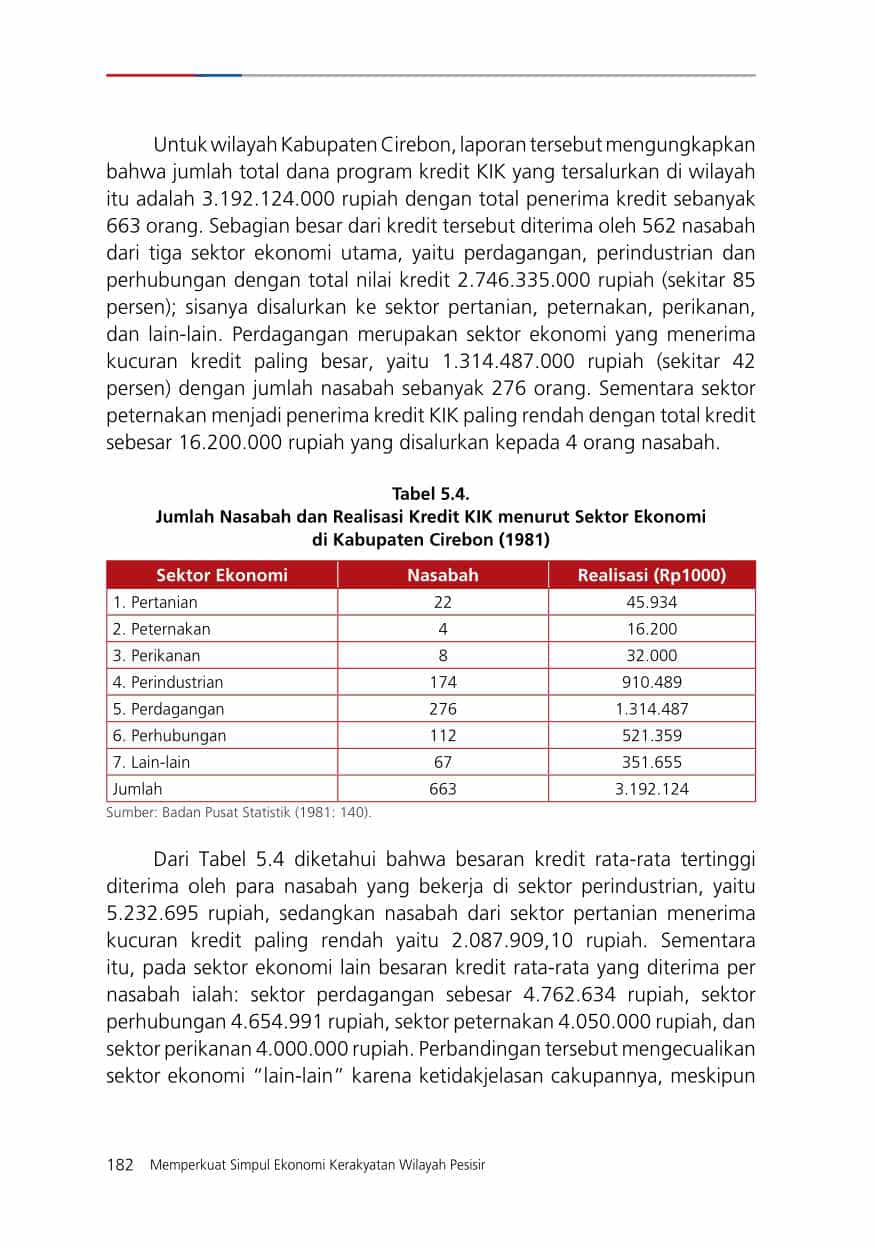 Untuk wilayah Kabupaten Cirebon, laporan tersebut mengungkapkan
bahwa jumlah total dana program kredit KIK yang tersalurkan di wilayah
itu adalah 3.192.124.000 rupiah dengan total penerima kredit sebanyak
663 orang. Sebagian besar dari kredit tersebut diterima oleh 562 nasabah
dari tiga sektor ekonomi utama, yaitu perdagangan, perindustrian dan
perhubungan dengan total nilai kredit 2.746.335.000 rupiah (sekitar 85
persen); sisanya disalurkan ke sektor pertanian, peternakan, perikanan,
dan lain-lain. Perdagangan merupakan sektor ekonomi yang menerima
kucuran kredit paling besar, yaitu 1.314.487.000 rupiah (sekitar 42
persen) dengan jumlah nasabah sebanyak 276 orang. Sementara sektor
peternakan menjadi penerima kredit KIK paling rendah dengan total kredit
sebesar 16.200.000 rupiah yang disalurkan kepada 4 orang nasabah.
Tabel 5.4.
Jumlah Nasabah dan Realisasi Kredit KIK menurut Sektor Ekonomi
di Kabupaten Cirebon (1981)
Sektor Ekonomi Nasabah Realisasi (Rp1000)
1. Pertanian 22 45.934
2. Peternakan 4 16.200
3. Perikanan 8 32.000
4. Perindustrian 174 910.489
5. Perdagangan 276 1.314.487
6. Perhubungan 112 521.359
7. Lain-lain 67 351.655
Jumlah 663 3.192.124
Sumber: Badan Pusat Statistik (1981: 140).
Dari Tabel 5.4 diketahui bahwa besaran kredit rata-rata tertinggi
diterima oleh para nasabah yang bekerja di sektor perindustrian, yaitu
5.232.695 rupiah, sedangkan nasabah dari sektor pertanian menerima
kucuran kredit paling rendah yaitu 2.087.909,10 rupiah. Sementara
itu, pada sektor ekonomi lain besaran kredit rata-rata yang diterima per
nasabah ialah: sektor perdagangan sebesar 4.762.634 rupiah, sektor
perhubungan 4.654.991 rupiah, sektor peternakan 4.050.000 rupiah, dan
sektor perikanan 4.000.000 rupiah. Perbandingan tersebut mengecualikan
sektor ekonomi “lain-lain” karena ketidakjelasan cakupannya, meskipun
182 Memperkuat Simpul Ekonomi Kerakyatan Wilayah Pesisir